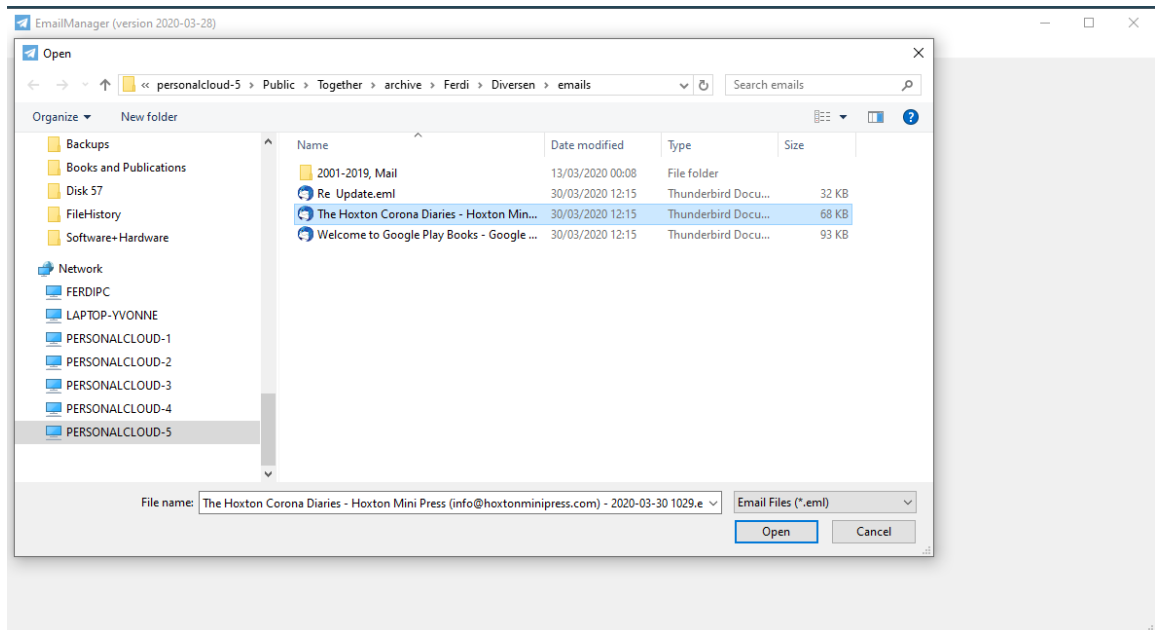 EmailManager (version 2020-03-28)
Open
« personalcloud-5 > Public > Together > archive > Ferdi > Diversen > emails
Search emails
Organize
New folder
?
Backups
Books and Publications
Disk 57
FileHistory
Software+Hardware
Network
FERDIPC
LAPTOP-YVONNE
PERSONALCLOUD-1
PERSONALCLOUD-2
PERSONALCLOUD-3
PERSONALCLOUD-4
PERSONALCLOUD-5
Name Date modified Type Size
2001-2019, Mail 13/03/2020 00:08 File folder
Re Update.eml 30/03/2020 12:15 Thunderbird Docu... 32 KB
The Hoxton Corona Diaries - Hoxton Min... 30/03/2020 12:15 Thunderbird Docu... 68 KB
Welcome to Google Play Books - Google ... 30/03/2020 12:15 Thunderbird Docu... 93 KB
File name: The Hoxton Corona Diaries - Hoxton Mini Press (info@hoxtonminipress.com) - 2020-03-30 1029.e
Email Files (*.eml)
Open
Cancel